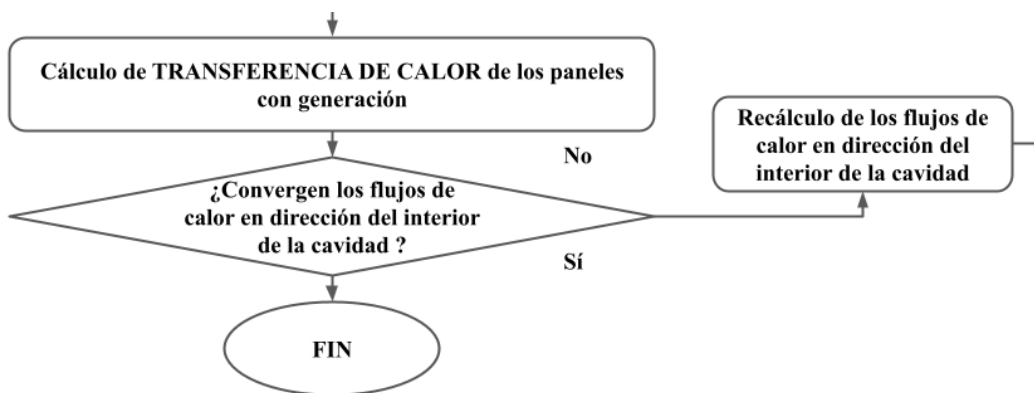 Cálculo de TRANSFERENCIA DE CALOR de los paneles
con generación
No
Recálculo de los flujos de
calor en dirección del
interior de la cavidad
¿Convergen los flujos de
calor en dirección del interior
de la cavidad ?
Sí
FIN